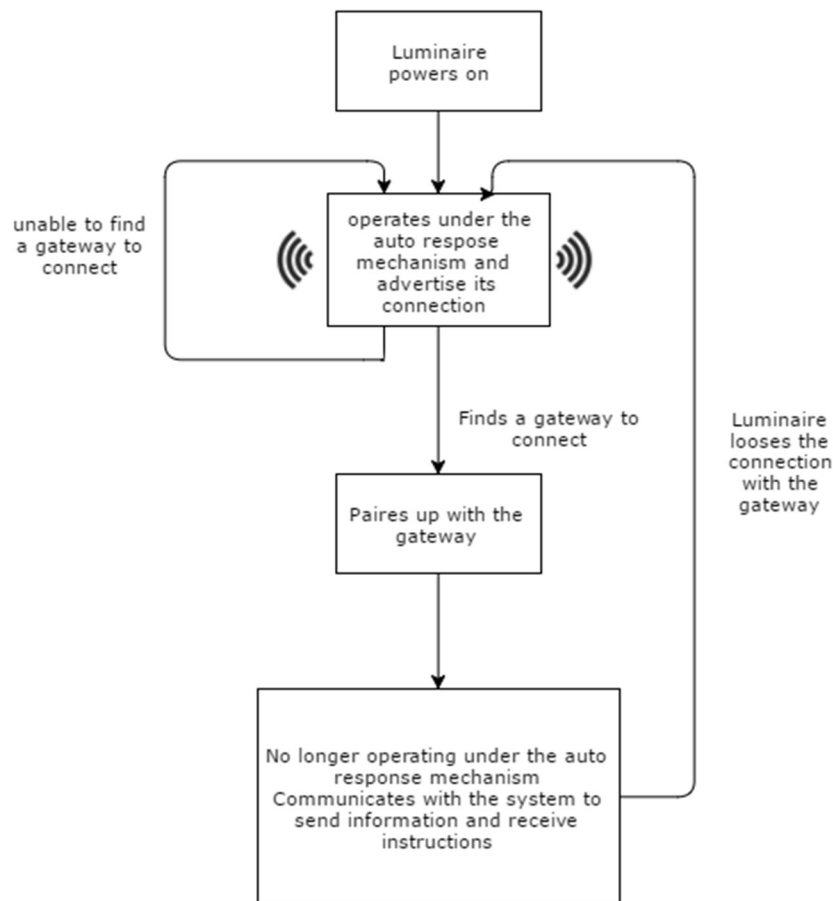 Luminaire
powers on
unable to find
a gateway to
connect
operates under the
auto respose
mechanism and
advertise its
connection
Finds a gateway to
connect
Luminaire
looses the
connection
with the
gateway
Paires up with the
gateway
No longer operating under the auto
response mechanism
Communicates with the system to
send information and receive
instructions